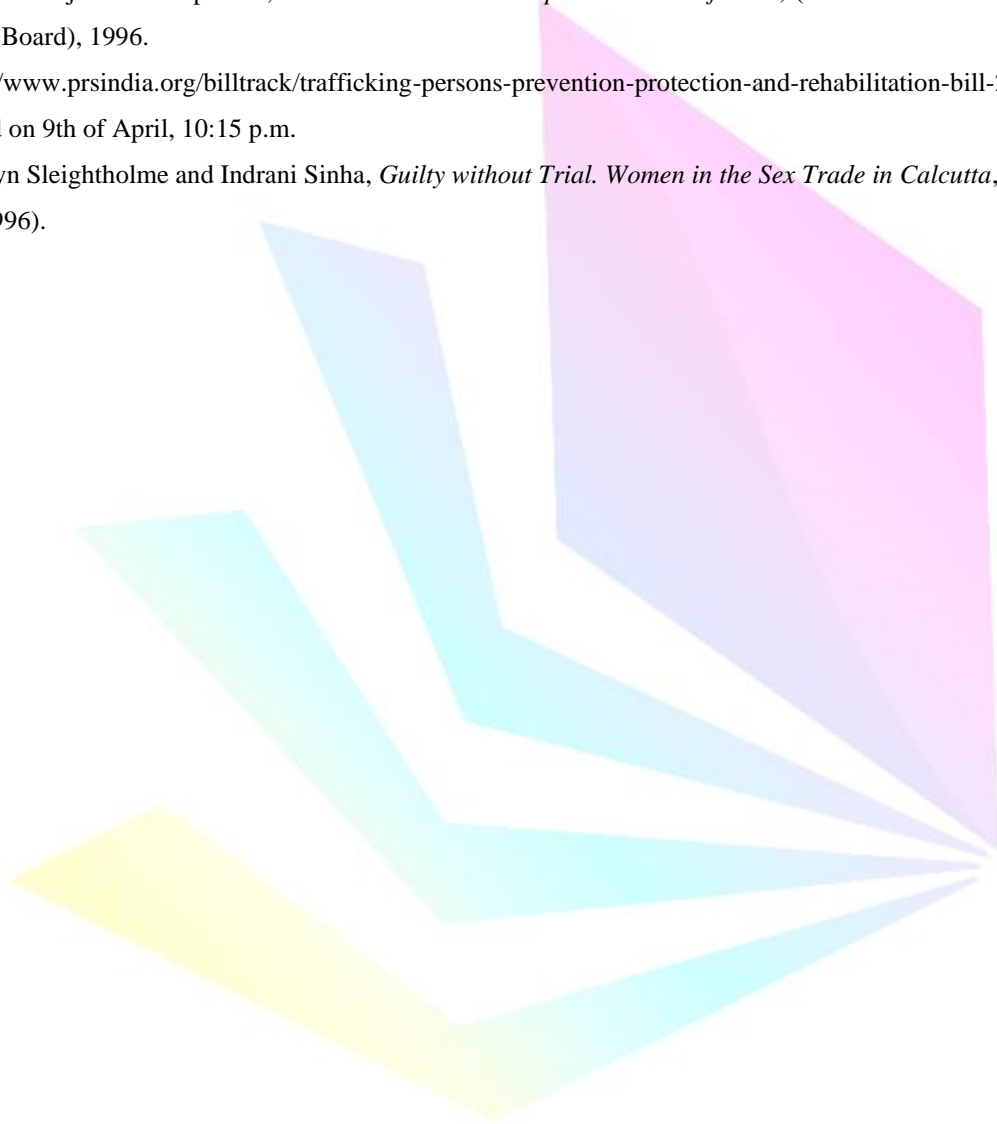 Board), 1996.
/www.prsindia.org/billtrack/trafficking-persons-prevention-protection-and-rehabilitation-bill-
on 9th of April, 10:15 p.m.
yn Sleightholme and Indrani Sinha, Guilty without Trial. Women in the Sex Trade in Calcutta,
996).